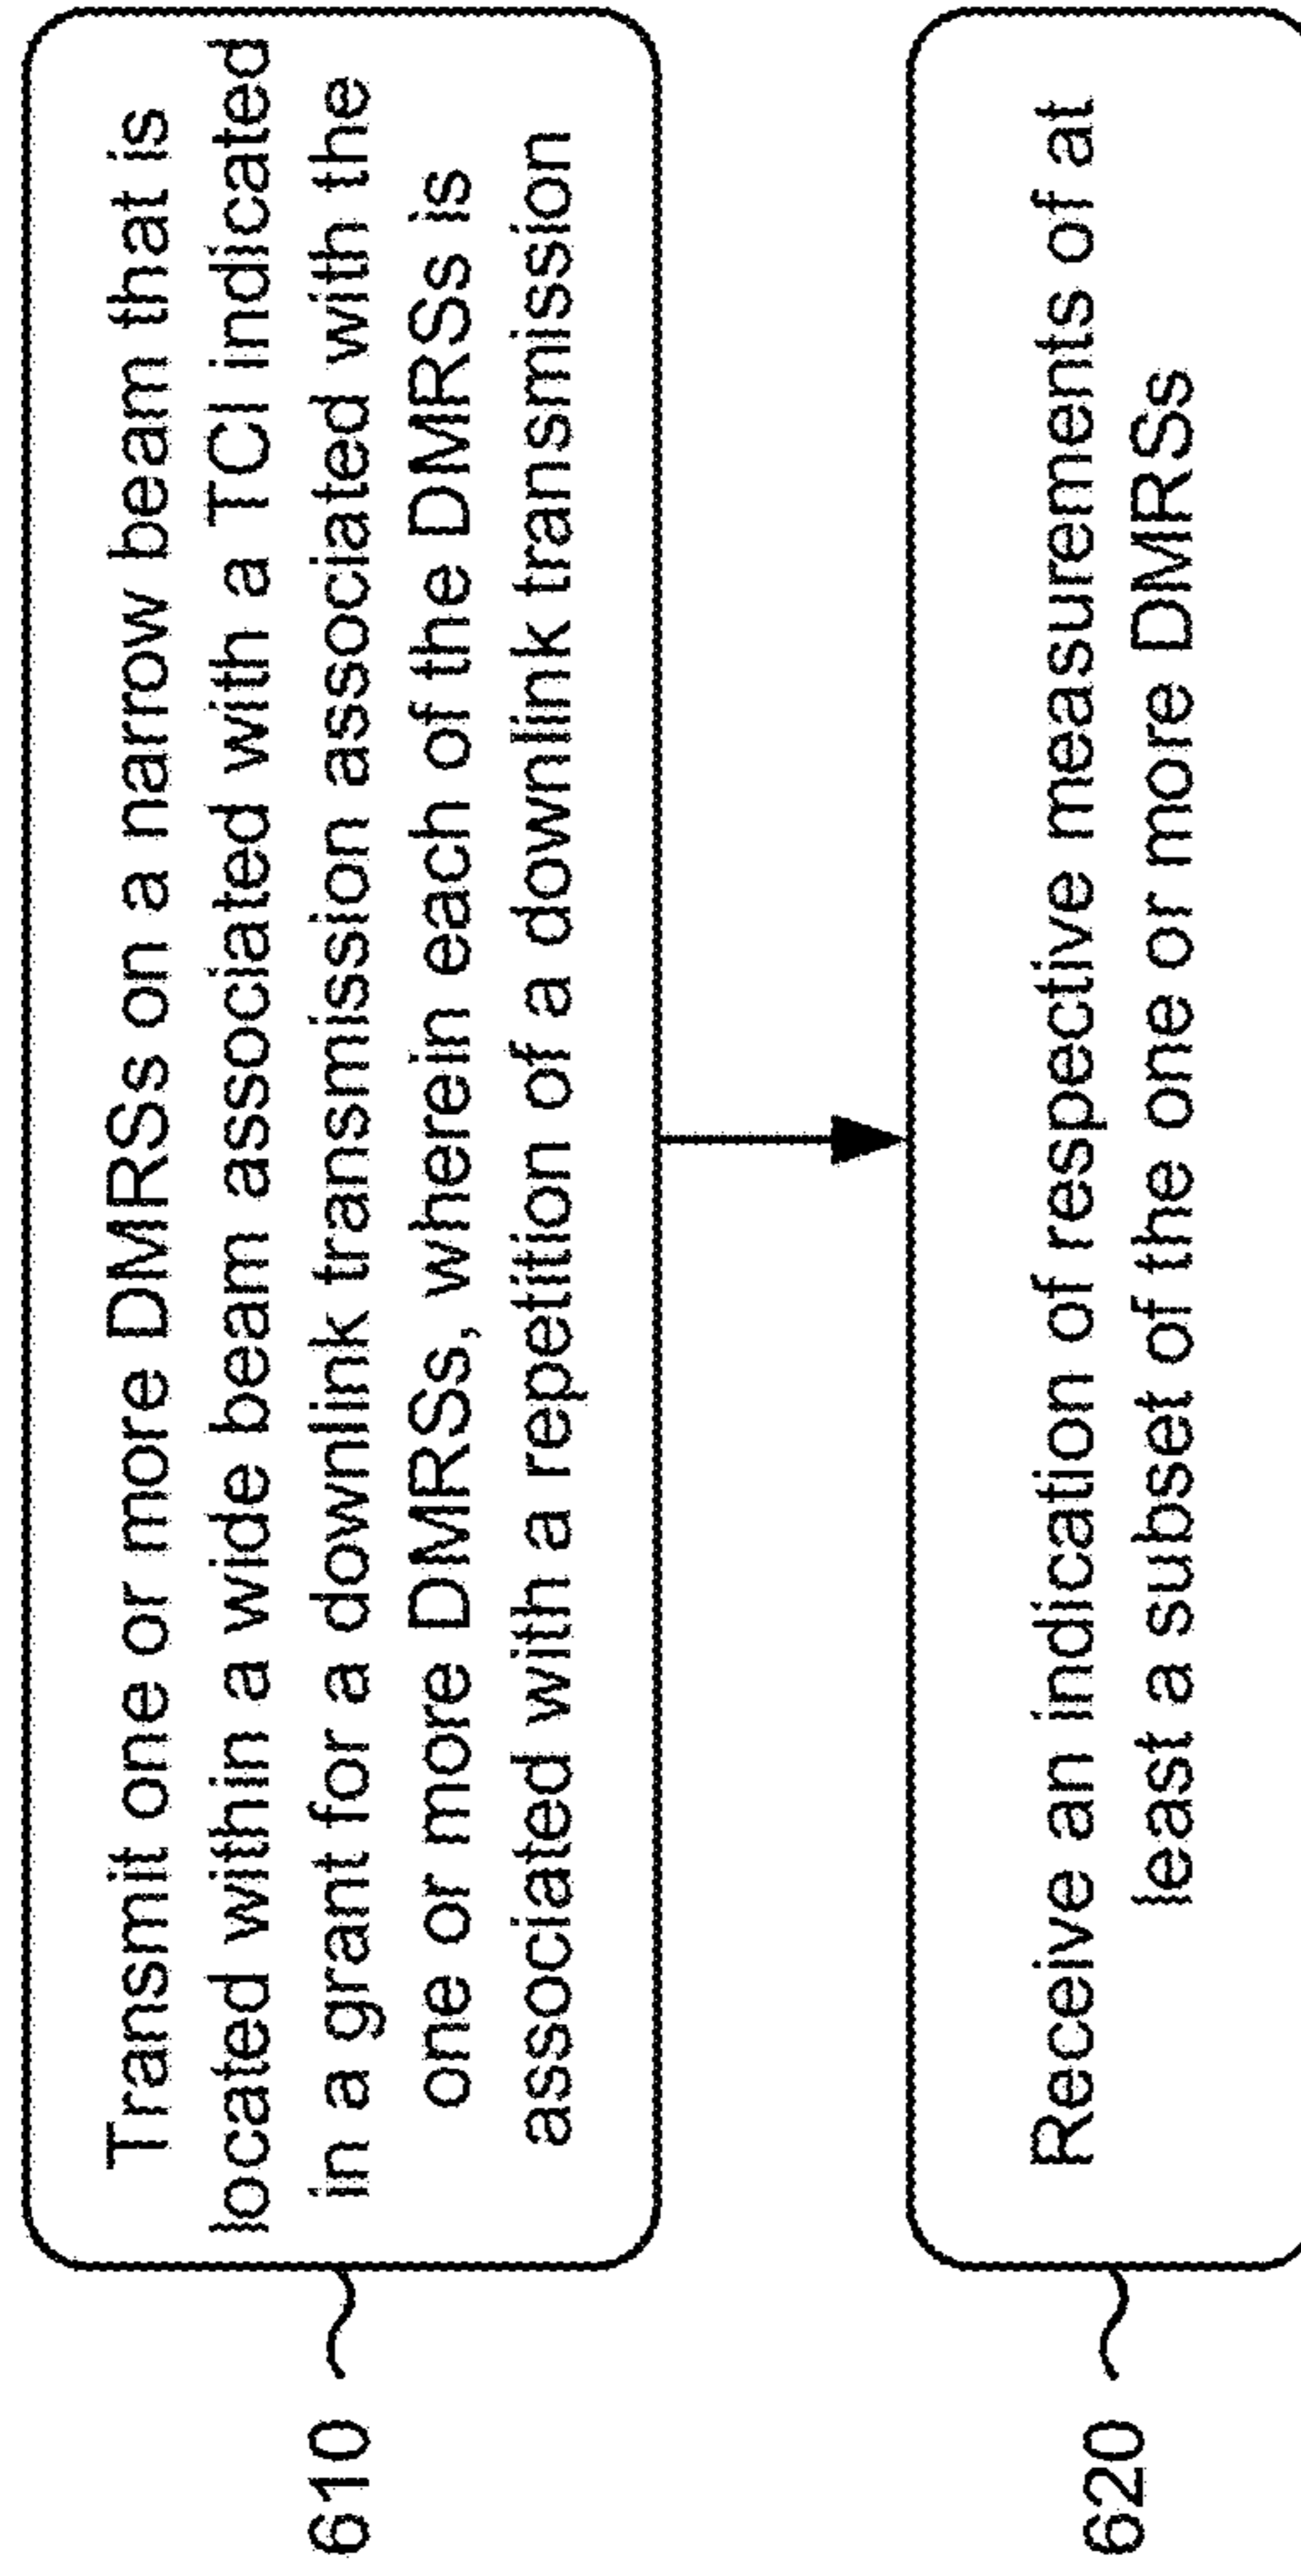 610
Transmit one or more DMRSs on a narrow beam that is
located within a wide beam associated with a TCI indicated
in a grant for a downlink transmission associated with the
one or more DMRSs, wherein each of the DMRSs is
associated with a repetition of a downlink transmission
620
Receive an indication of respective measurements of at
least a subset of the one or more DMRSs